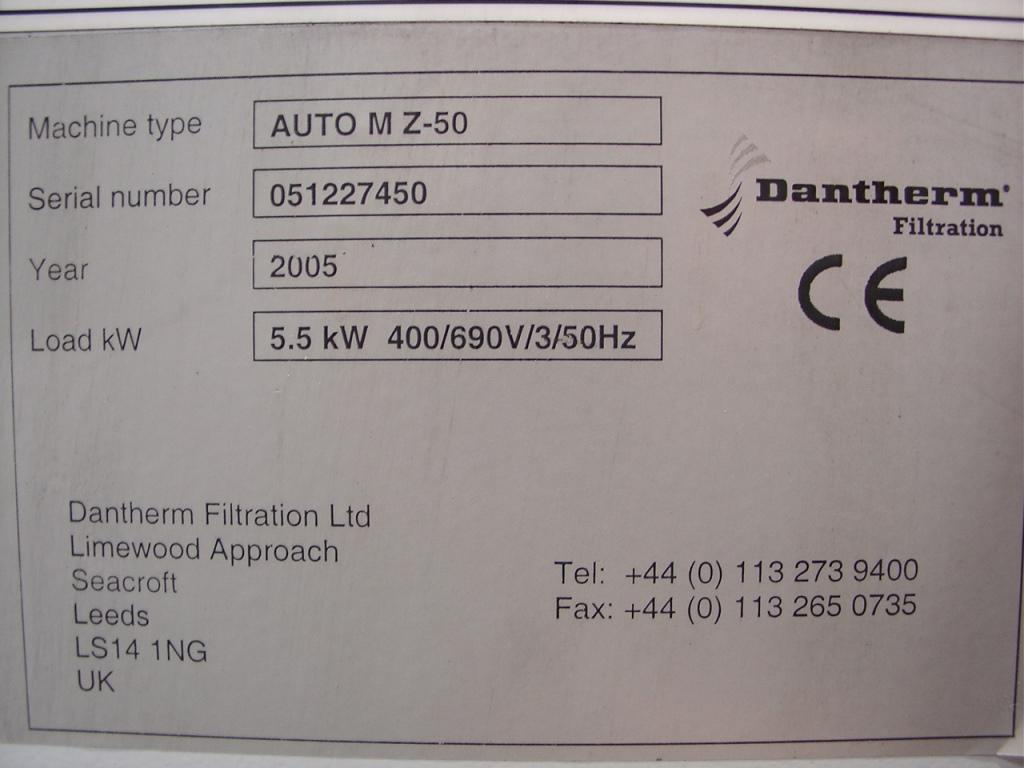 Machine type AUTO M Z-50
Serial number 051227450
Year 2005
Load kW 5.5 kW 400/690V/3/50Hz
Dantherm
Filtration
CE
Dantherm Filtration Ltd
Limewood Approach
Seacroft
Leeds
LS14 1NG
UK
Tel: +44 (0) 113 273 9400
Fax: +44 (0) 113 265 0735